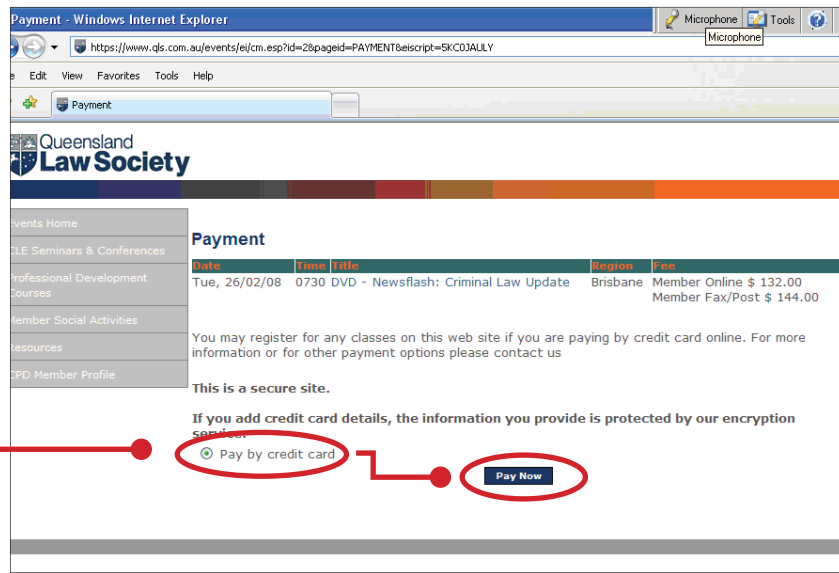 Payment - Windows Internet Explorer
Microphone Tools
Microphone
https://www.qls.com.au/events/ei/cm.esp?id=2&pageid=PAYMENT&eiscript=5KC0JAULY
Edit View Favorites Tools Help
Payment
Queensland
Law Society
Events Home
CLE Seminars & Conferences
Professional Development
Courses
Member Social Activities
Resources
CPD Member Profile
Payment
Date Time Title Region Fee
Tue, 26/02/08 0730 DVD - Newsflash: Criminal Law Update Brisbane Member Online $ 132.00
Member Fax/Post $ 144.00
You may register for any classes on this web site if you are paying by credit card online. For more
information or for other payment options please contact us
This is a secure site.
If you add credit card details, the information you provide is protected by our encryption
service.
Pay by credit card
Pay Now